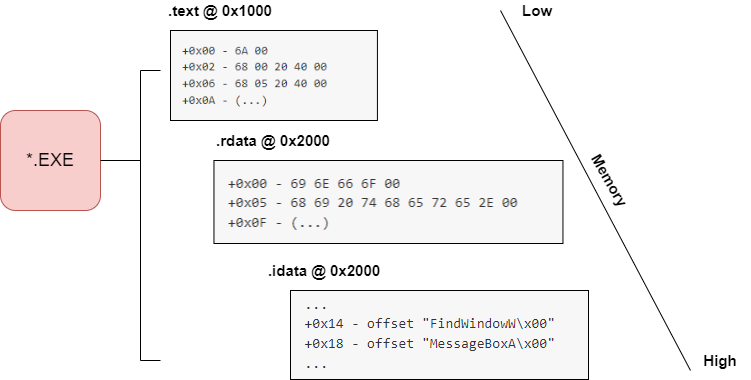 .text @ 0x1000
Low
+0x00 - 6A 00
+0x02 - 68 00 20 40 00
+0x06 - 68 05 20 40 00
+0x0A - (...)
*.EXE
.rdata @ 0x2000
+0x00 - 69 6E 66 6F 00
+0x05 - 68 69 20 74 68 65 72 65 2E 00
+0x0F - (...)
Memory
.idata @ 0x2000
...
+0x14 - offset "FindWindowW\x00"
+0x18 - offset "MessageBoxA\x00"
...
High